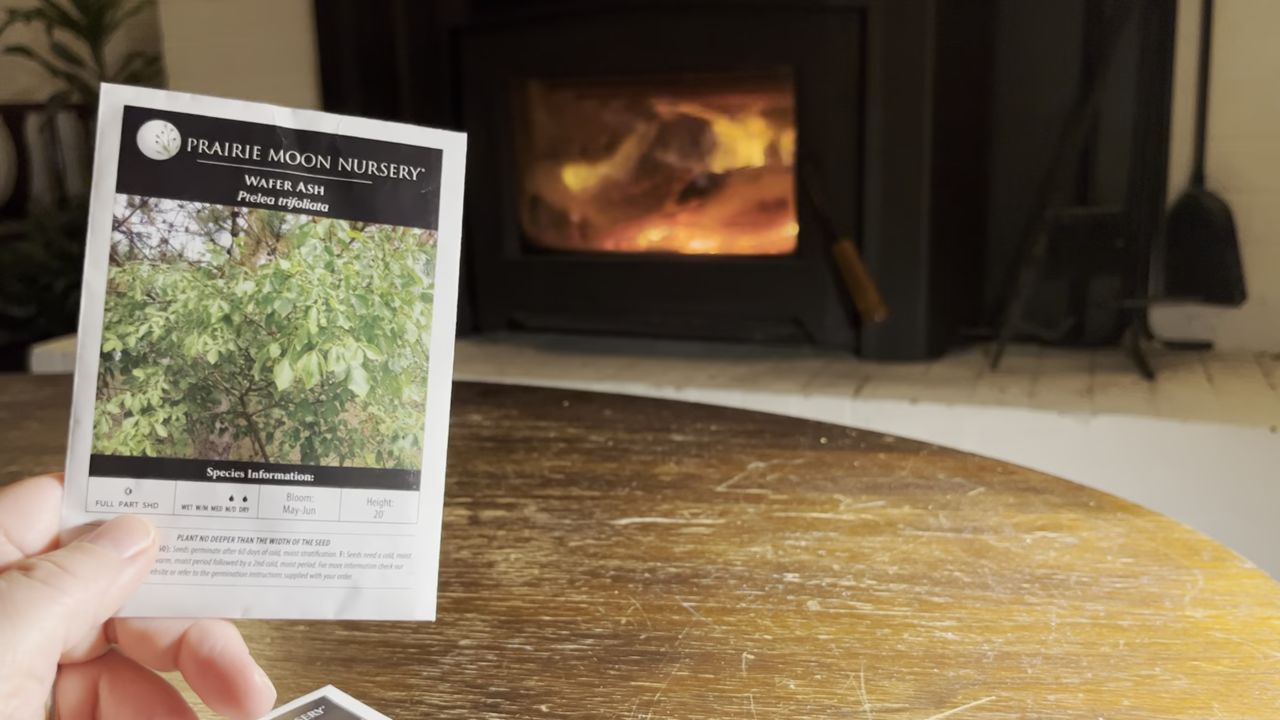 PRAIRIE MOON NURSERY®
WAFER ASH
Ptelea trifoliata
Species Information:
FULL PART SHD
WET W/M MED M/D DRY
Bloom:
May-Jun
Height:
20'
PLANT NO DEEPER THAN THE WIDTH OF THE SEED
60): Seeds germinate after 60 days of cold, moist stratification. F: Seeds need a cold, moist
warm, moist period followed by a 2nd cold, moist period. For more information check our
website or refer to the germination instructions supplied with your order.
SERY®